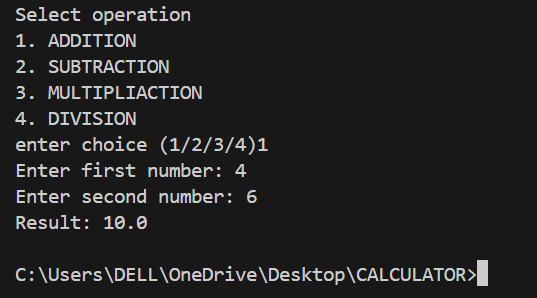 Select operation
1. ADDITION
2. SUBTRACTION
3. MULTIPLIACTION
4. DIVISION
enter choice (1/2/3/4)1
Enter first number: 4
Enter second number: 6
Result: 10.0
C:\Users\DELL\OneDrive\Desktop\CALCULATOR>